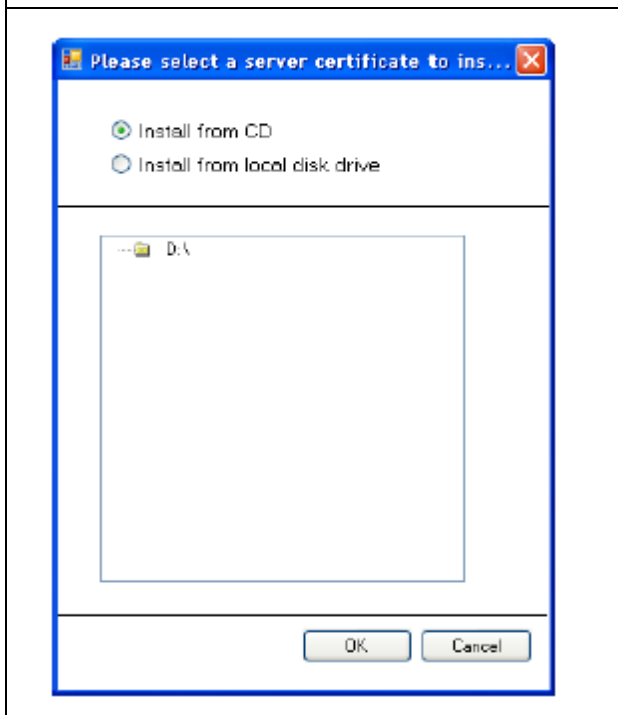 Please select a server certificate to ins...
Install from CD
Install from local disk drive
D:\
OK
Cancel